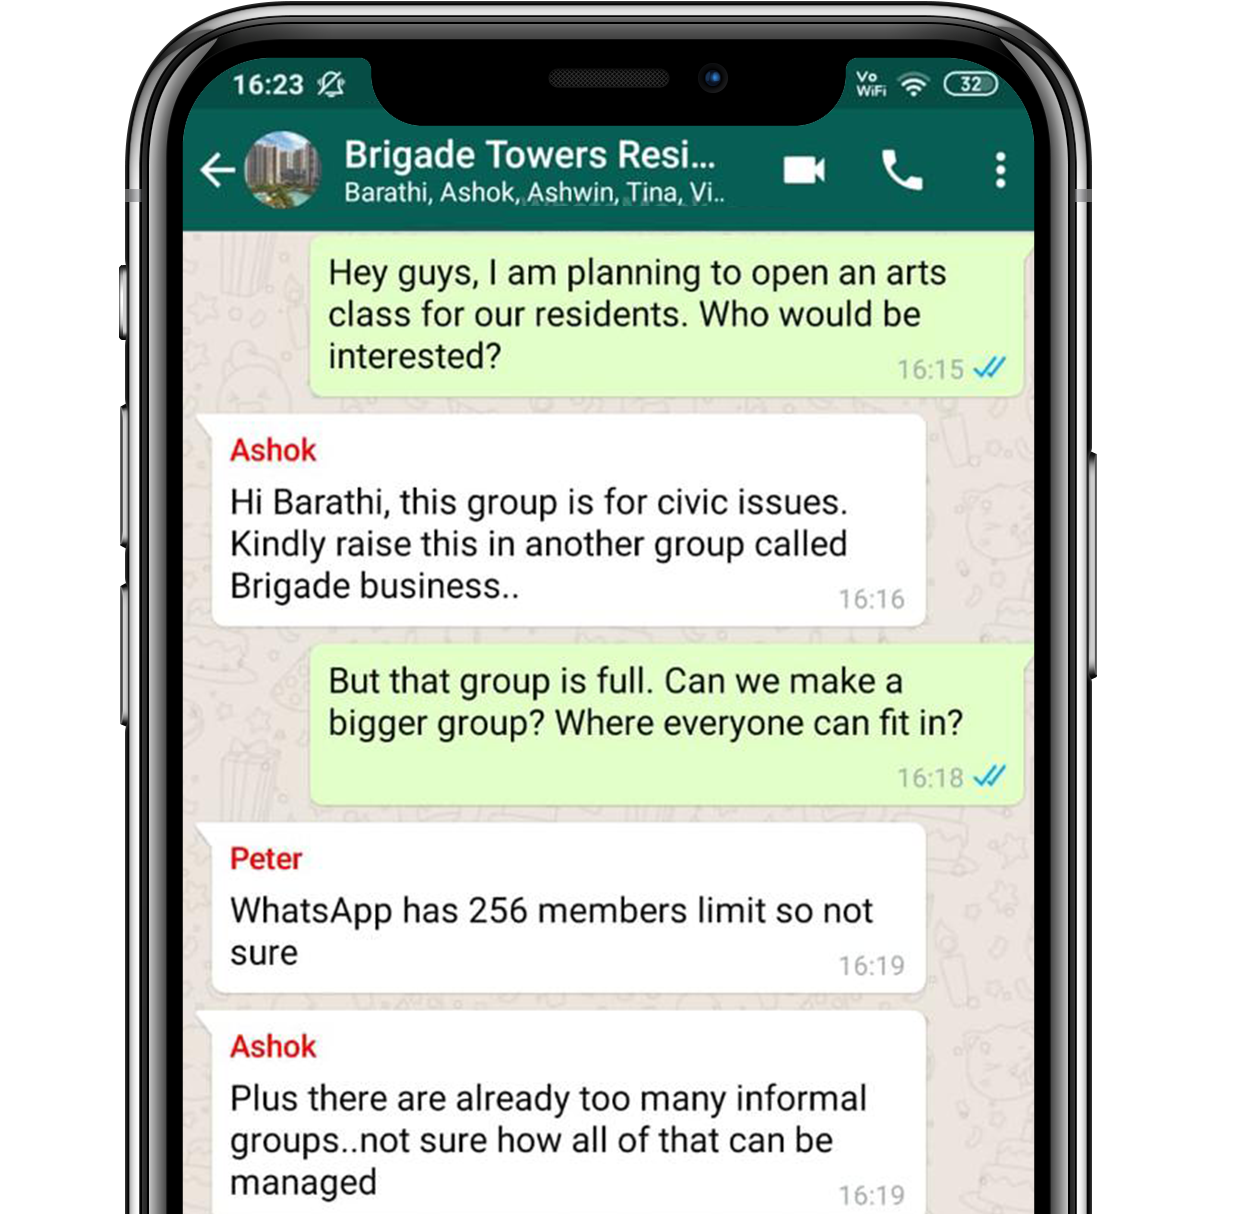 16:23
Vo
WiFi
32
Brigade Towers Resi...
Barathi, Ashok, Ashwin, Tina, Vi..
Hey guys, I am planning to open an arts
class for our residents. Who would be
interested?
16:15
Ashok
Hi Barathi, this group is for civic issues.
Kindly raise this in another group called
Brigade business..
16:16
But that group is full. Can we make a
bigger group? Where everyone can fit in?
16:18
Peter
WhatsApp has 256 members limit so not
sure
16:19
Ashok
Plus there are already too many informal
groups..not sure how all of that can be
managed
16:19